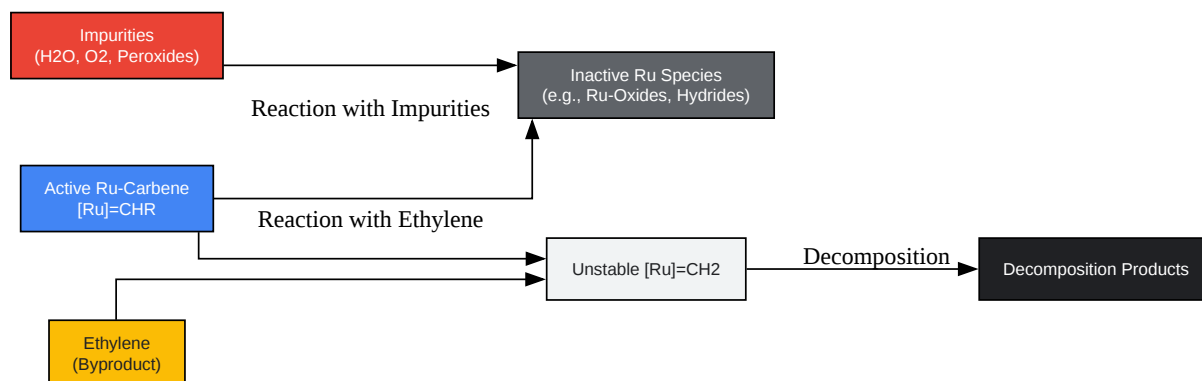 Impurities
(H2O, O2, Peroxides)
Inactive Ru Species
(e.g., Ru-Oxides, Hydrides)
Reaction with Impurities
Active Ru-Carbene
[Ru]=CHR
Reaction with Ethylene
Unstable [Ru]=CH2
Decomposition
Decomposition Products
Ethylene
(Byproduct)